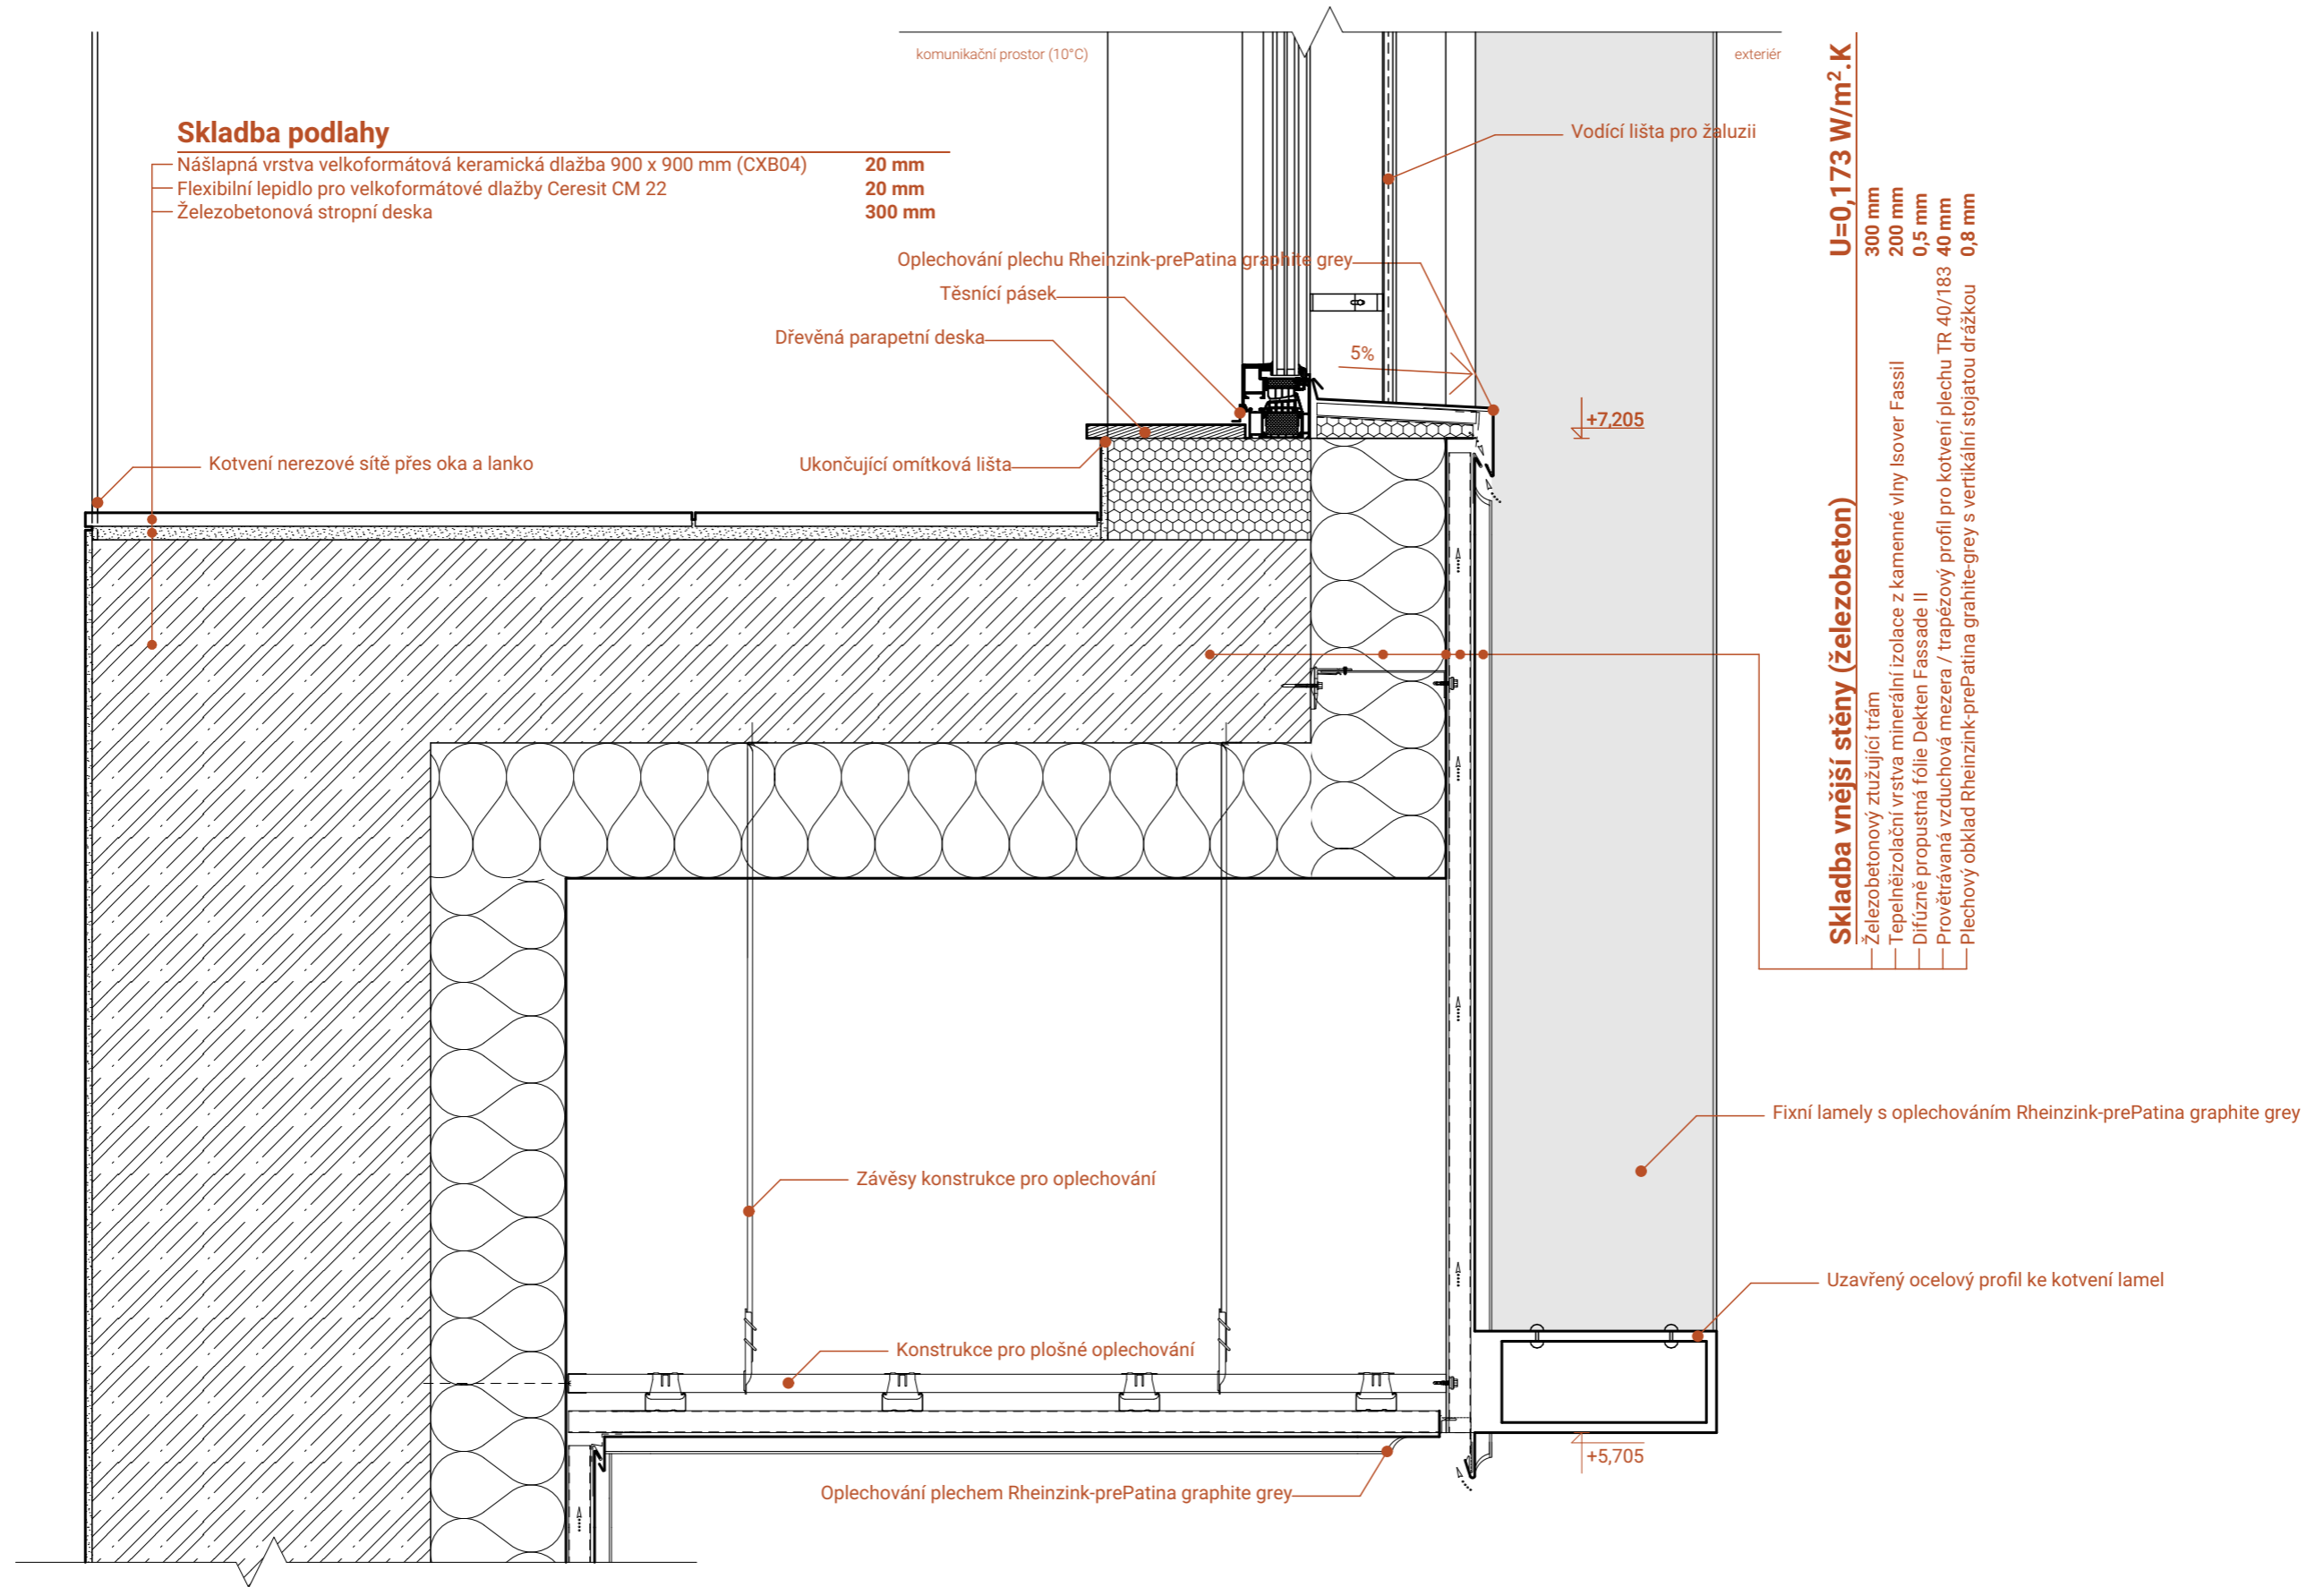 komunikační prostor (10°C)
exteriér
Skladba podlahy
Nášlapná vrstva velkoformátová keramická dlažba 900 x 900 mm (CXB04) 20 mm
Flexibilní lepidlo pro velkoformátové dlažby Ceresit CM 22 20 mm
Železobetonová stropní deska 300 mm
Vodící lišta pro žaluzii
Oplechování plechu Rheinzink-prePatina graphite grey
Těsnící pásek
Dřevěná parapetní deska
5%
+7,205
Kotvení nerezové sítě přes oka a lanko
Ukončující omítková lišta
Skladba vnější stěny (železobeton) U=0,173 W/m².K
Železobetonový ztužující trám 300 mm
Tepelněizolační vrstva minerální izolace z kamenné vlny Isover Fassil 200 mm
Difúzně propustná fólie Dekten Fassade II 0,5 mm
Provětrávaná vzduchová mezera / trapézový profil pro kotvení plechu TR 40/183 40 mm
Plechový obklad Rheinzink-prePatina grahite-grey s vertikální stojatou drážkou 0,8 mm
Fixní lamely s oplechováním Rheinzink-prePatina graphite grey
Závěsy konstrukce pro oplechování
Uzavřený ocelový profil ke kotvení lamel
Konstrukce pro plošné oplechování
+5,705
Oplechování plechem Rheinzink-prePatina graphite grey